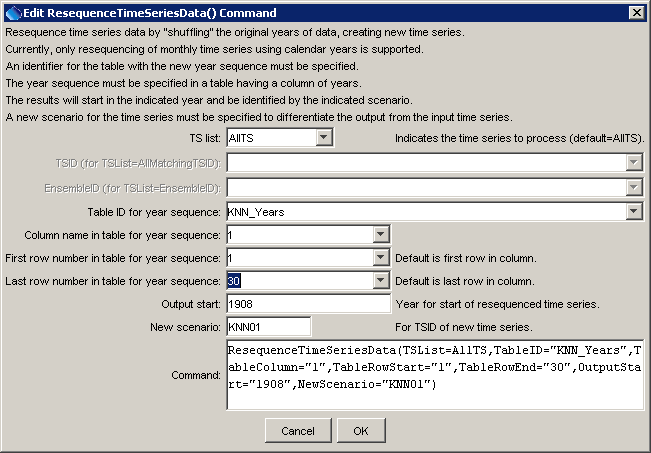 Edit ResequenceTimeSeriesData() Command
Resequence time series data by "shuffling" the original years of data, creating new time series.
Currently, only resequencing of monthly time series using calendar years is supported.
An identifier for the table with the new year sequence must be specified.
The year sequence must be specified in a table having a column of years.
The results will start in the indicated year and be identified by the indicated scenario.
A new scenario for the time series must be specified to differentiate the output from the input time series.
TS list: AllTS Indicates the time series to process (default=AllTS).
TSID (for TSList=AllMatchingTSID):
EnsembleID (for TSList=EnsembleID):
Table ID for year sequence: KNN_Years
Column name in table for year sequence: 1
First row number in table for year sequence: 1 Default is first row in column.
Last row number in table for year sequence: 30 Default is last row in column.
Output start: 1908 Year for start of resequenced time series.
New scenario: KNN01 For TSID of new time series.
Command: ResequenceTimeSeriesData(TSList=AllTS,TableID="KNN_Years",T
ableColumn="1",TableRowStart="1",TableRowEnd="30",OutputSta
rt="1908",NewScenario="KNN01")
Cancel OK